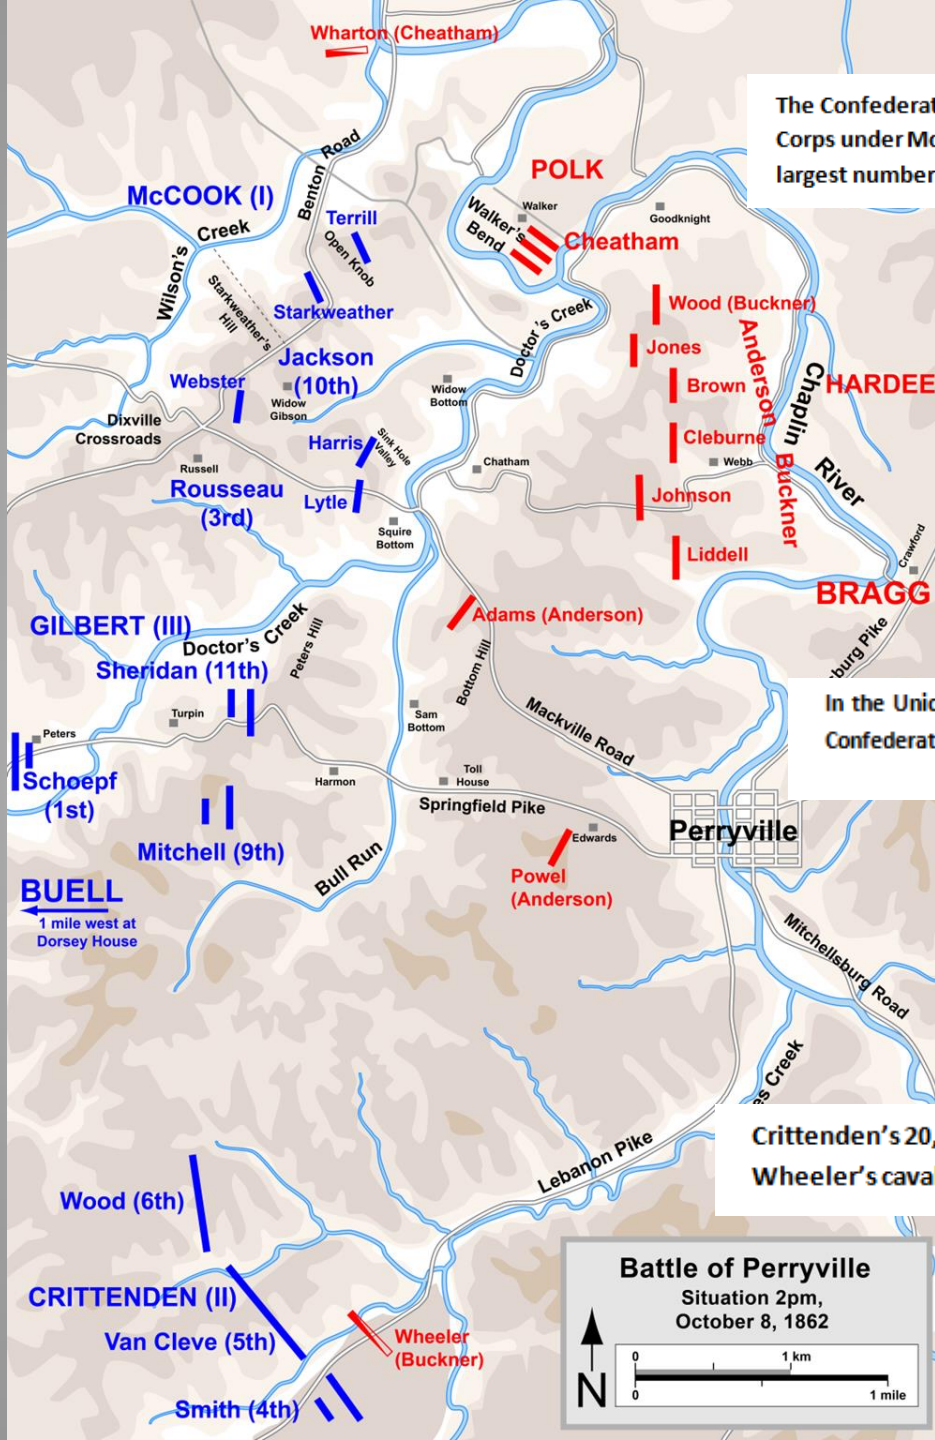 Wharton (Cheatham)
The Confederat
Corps under Mc
largest number
POLK
McCOOK (I)
Benton Road
Walker
Walker's
Bend
Goodknight
Terrill
Open Knob
Cheatham
Wilson's Creek
Starkweather's
Hill
Starkweather
Doctor's Creek
Wood (Buckner)
Jones
Anderson
Chaplin River
HARDEE
Jackson
(10th)
Webster
Widow
Gibson
Widow
Bottom
Brown
Dixville
Crossroads
Harris
Sink Hole
Valley
Cleburne
Webb
Buckner
Russell
Chatham
Rousseau
(3rd)
Lytle
Johnson
Squire
Bottom
Liddell
Crawford
BRAGG
Adams (Anderson)
GILBERT (III)
Doctor's Creek
Peters Hill
Bottom Hill
sburg Pike
Sheridan (11th)
In the Unio
Confederat
Turpin
Sam
Bottom
Mackville Road
Peters
Schoepf
(1st)
Harmon
Toll
House
Springfield Pike
Perryville
Edwards
Mitchell (9th)
Bull Run
Powel
(Anderson)
BUELL
1 mile west at
Dorsey House
Mitchellsburg Road
es Creek
Crittenden's 20,
Wheeler's caval
Lebanon Pike
Wood (6th)
CRITTENDEN (II)
Van Cleve (5th)
Wheeler
(Buckner)
Smith (4th)
Battle of Perryville
Situation 2pm,
October 8, 1862
N
0 1 km
0 1 mile